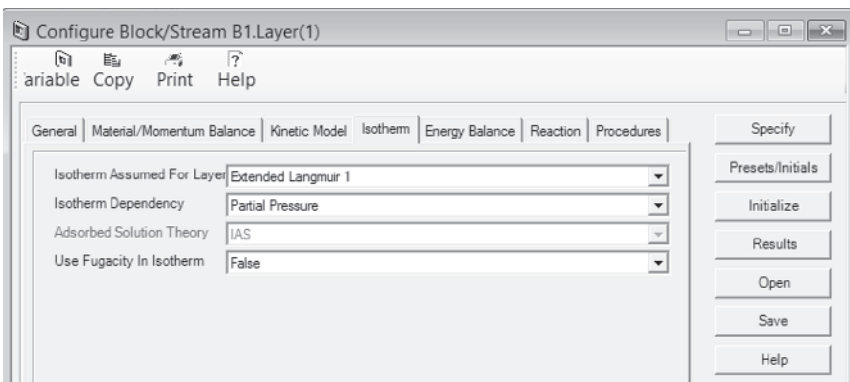 Configure Block/Stream B1.Layer(1)
ariable Copy Print Help
General Material/Momentum Balance Kinetic Model Isotherm Energy Balance Reaction Procedures
Isotherm Assumed For Layer Extended Langmuir 1
Isotherm Dependency Partial Pressure
Adsorbed Solution Theory IAS
Use Fugacity In Isotherm False
Specify
Presets/Initials
Initialize
Results
Open
Save
Help